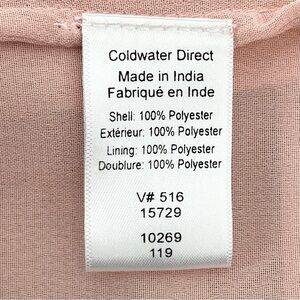 Coldwater Direct
Made in India
Fabriqué en Inde
Shell: 100% Polyester
Extérieur: 100% Polyester
Lining: 100% Polyester
Doublure: 100% Polyester
V# 516
15729
10269
119